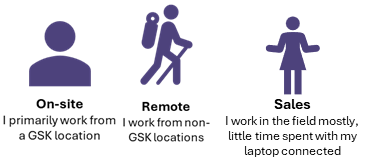 On-site
I primarily work from
a GSK location
Remote
I work from non-
GSK locations
Sales
I work in the field mostly,
little time spent with my
laptop connected